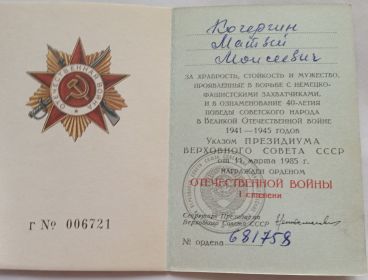 ОТЕЧЕСТВЕННАЯ ВОЙНА
г № 006721
Кочергин
Матвей
Моисеевич
ЗА ХРАБРОСТЬ, СТОЙКОСТЬ И МУЖЕСТВО,
ПРОЯВЛЕННЫЕ В БОРЬБЕ С НЕМЕЦКО-
ФАШИСТСКИМИ ЗАХВАТЧИКАМИ,
И В ОЗНАМЕНОВАНИЕ 40-ЛЕТИЯ
ПОБЕДЫ СОВЕТСКОГО НАРОДА
В ВЕЛИКОЙ ОТЕЧЕСТВЕННОЙ ВОЙНЕ
1941—1945 ГОДОВ
УКАЗОМ ПРЕЗИДИУМА
ВЕРХОВНОГО СОВЕТА СССР
от 11 марта 1985 г.
НАГРАЖДЕН ОРДЕНОМ
ОТЕЧЕСТВЕННОЙ ВОЙНЫ
I СТЕПЕНИ
Секретарь Президиума
Верховного Совета СССР
№ ордена 681758